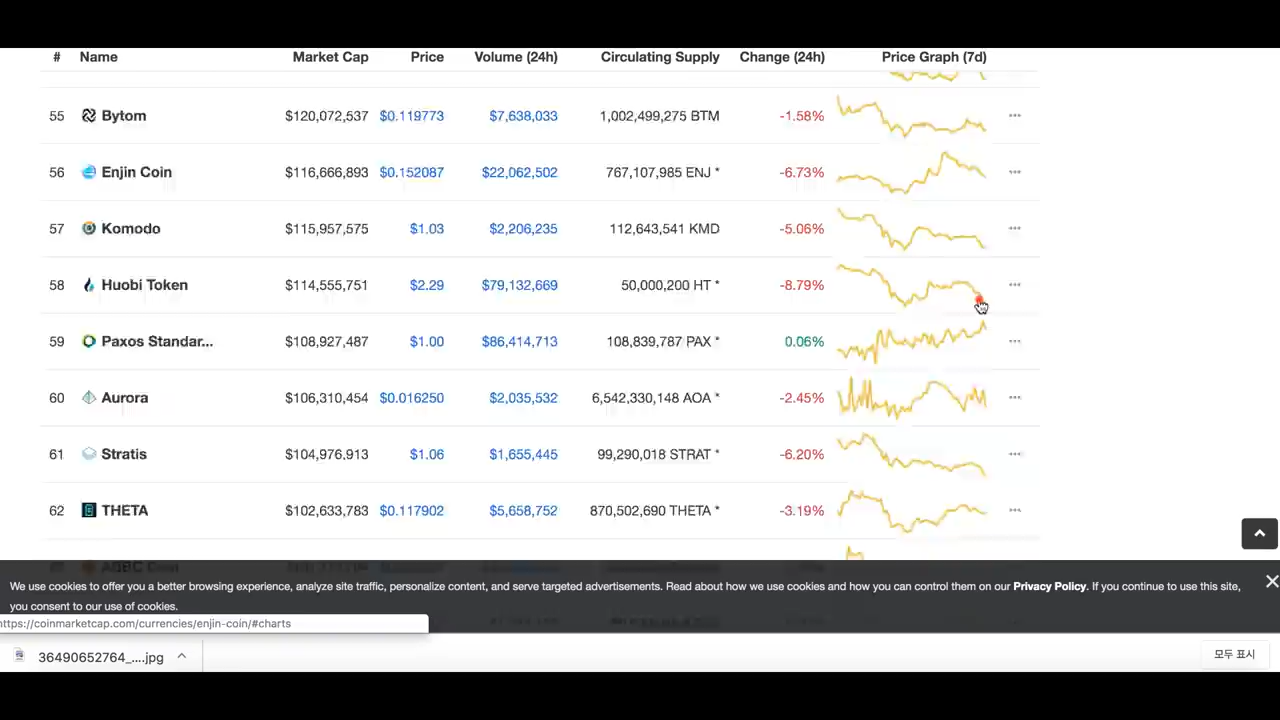 # Name Market Cap Price Volume (24h) Circulating Supply Change (24h) Price Graph (7d)
55 Bytom $120,072,537 $0.119773 $7,638,033 1,002,499,275 BTM -1.58%
56 Enjin Coin $116,666,893 $0.152087 $22,062,502 767,107,985 ENJ * -6.73%
57 Komodo $115,957,575 $1.03 $2,206,235 112,643,541 KMD -5.06%
58 Huobi Token $114,555,751 $2.29 $79,132,669 50,000,200 HT * -8.79%
59 Paxos Standar... $108,927,487 $1.00 $86,414,713 108,839,787 PAX * 0.06%
60 Aurora $106,310,454 $0.016250 $2,035,532 6,542,330,148 AOA * -2.45%
61 Stratis $104,976,913 $1.06 $1,655,445 99,290,018 STRAT * -6.20%
62 THETA $102,633,783 $0.117902 $5,658,752 870,502,690 THETA * -3.19%
We use cookies to offer you a better browsing experience, analyze site traffic, personalize content, and serve targeted advertisements. Read about how we use cookies and how you can control them on our Privacy Policy. If you continue to use this site,
you consent to our use of cookies.
https://coinmarketcap.com/currencies/enjin-coin/#charts
36490652764_....jpg
모두 표시